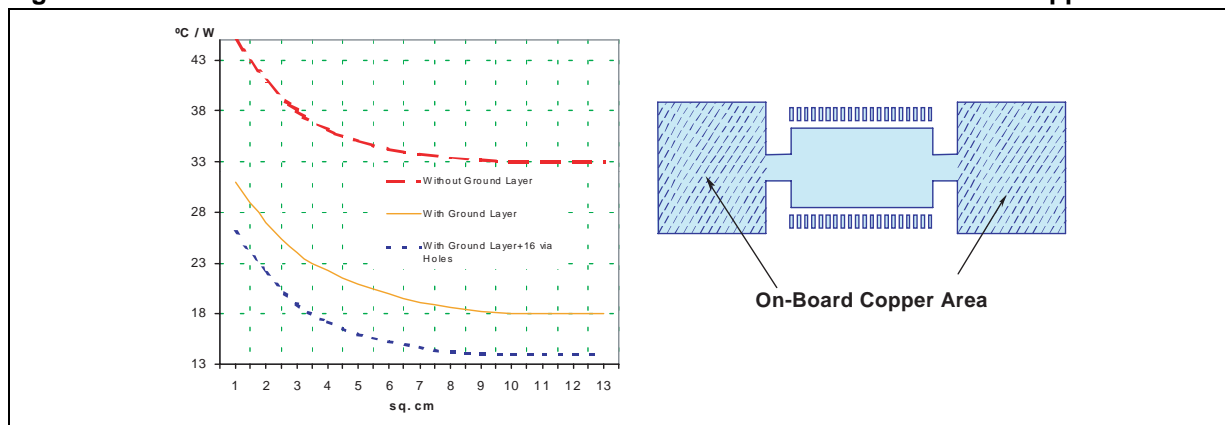 ºC / W
43
38
33
28
23
18
13
1 2 3 4 5 6 7 8 9 10 11 12 13
sq. cm
Without Ground Layer
With Ground Layer
With Ground Layer+16 via
Holes
On-Board Copper Area